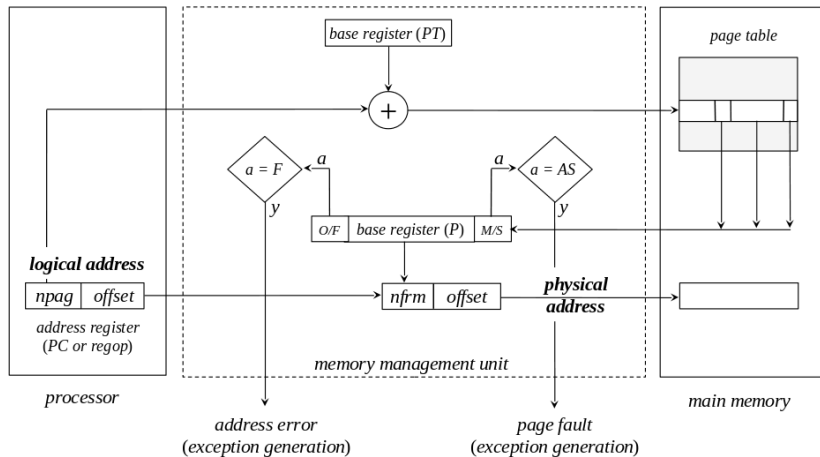 base register (PT)
page table
+
a = F
a
a
a = AS
y
y
O/F
base register (P)
M/S
logical address
npag
offset
nfrm
offset
physical
address
address register
(PC or regop)
memory management unit
processor
main memory
address error
(exception generation)
page fault
(exception generation)